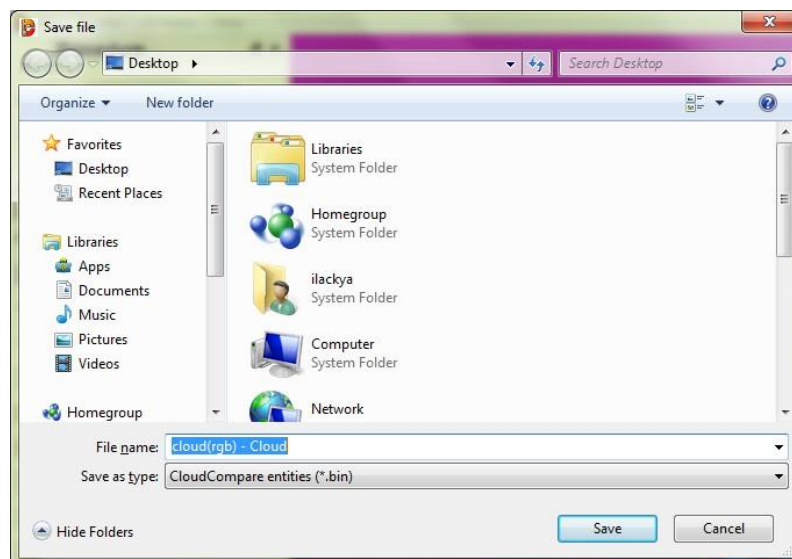 Save file
Desktop
Search Desktop
Organize
New folder
Favorites
Desktop
Recent Places
Libraries
Apps
Documents
Music
Pictures
Videos
Homegroup
Libraries
System Folder
Homegroup
System Folder
ilackya
System Folder
Computer
System Folder
Network
File name: cloud(rgb) - Cloud
Save as type: CloudCompare entities (*.bin)
Hide Folders
Save
Cancel